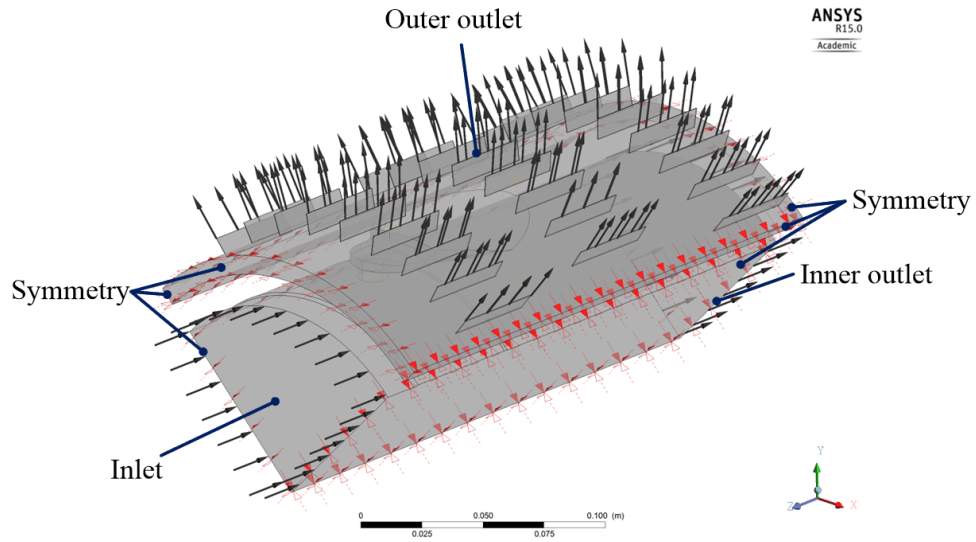 Outer outlet
ANSYS
R15.0
Academic
Symmetry
Symmetry
Inner outlet
Inlet
Y
Z
X
0
0.050
0.100 (m)
0.025
0.075